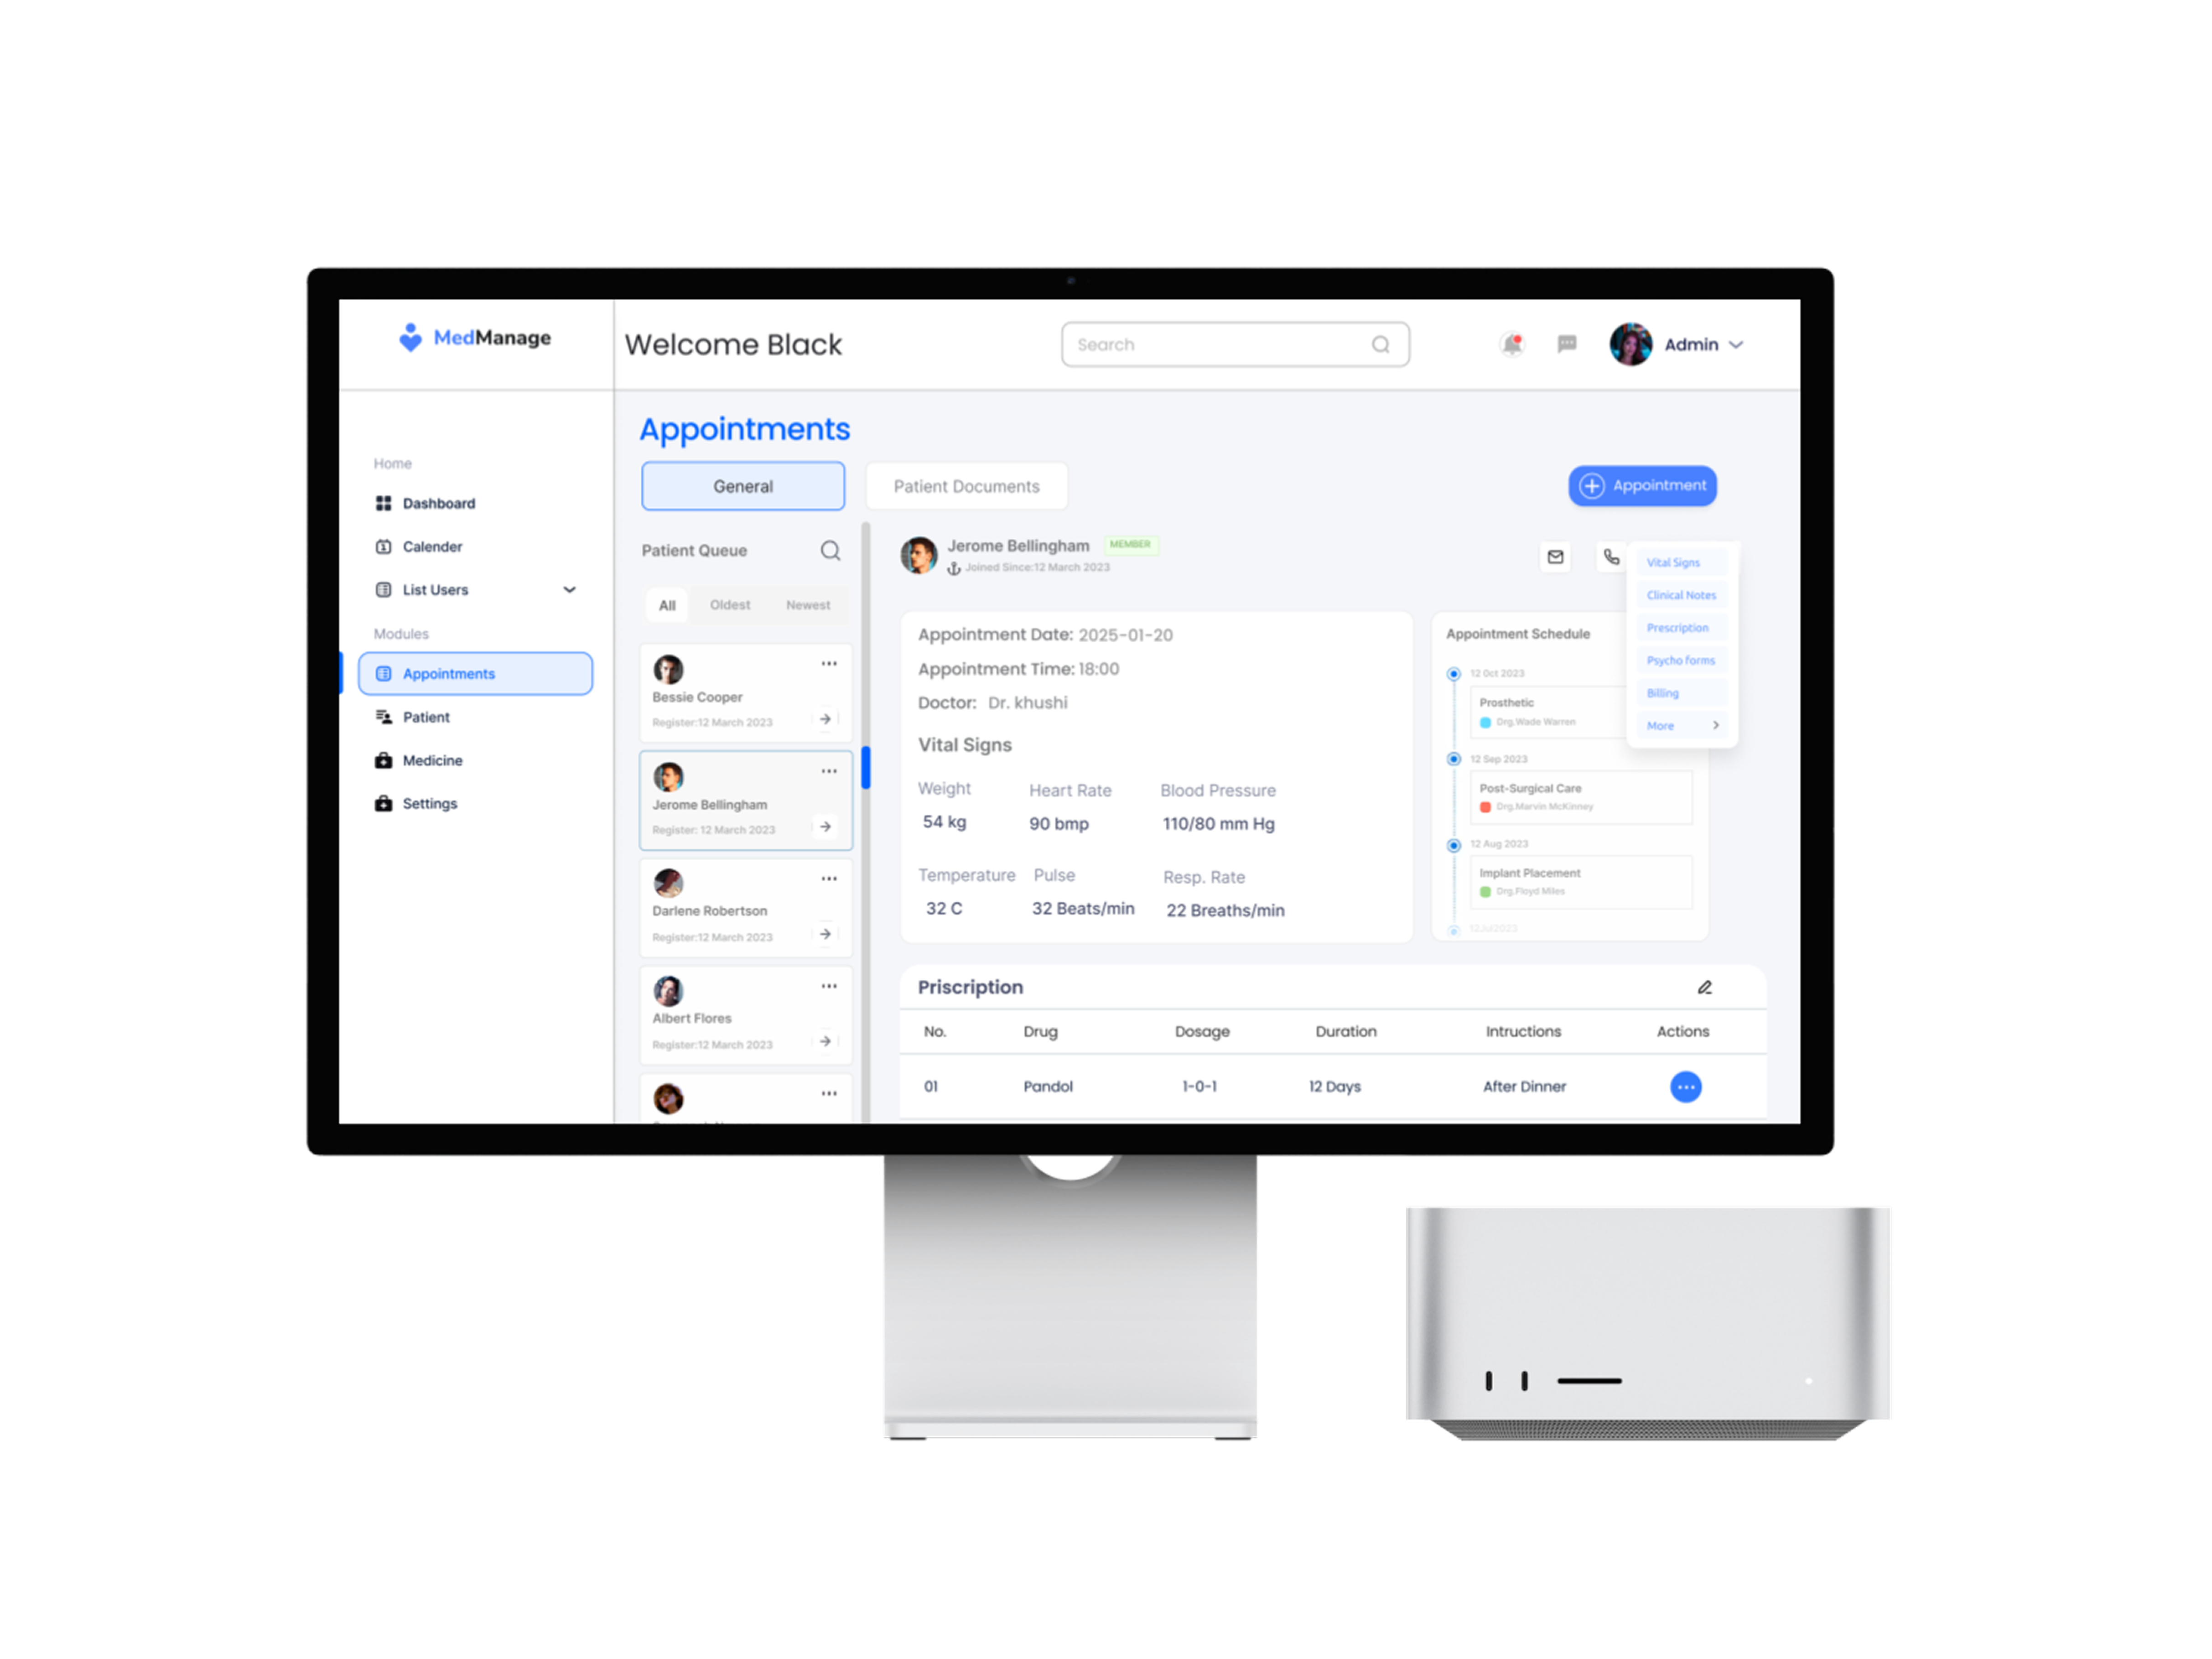 MedManage
Welcome Black
Search
Admin
Home
Dashboard
Calender
List Users
Modules
Appointments
Patient
Medicine
Settings
Appointments
General
Patient Documents
Appointment
Patient Queue
All Oldest Newest
Bessie Cooper
Register:12 March 2023
Jerome Bellingham
Register: 12 March 2023
Darlene Robertson
Register:12 March 2023
Albert Flores
Register:12 March 2023
Jerome Bellingham MEMBER
Joined Since:12 March 2023
Vital Signs
Clinical Notes
Prescription
Psycho forms
Billing
More
Appointment Date: 2025-01-20
Appointment Time: 18:00
Doctor: Dr. khushi
Vital Signs
Weight Heart Rate Blood Pressure
54 kg 90 bmp 110/80 mm Hg
Temperature Pulse Resp. Rate
32 C 32 Beats/min 22 Breaths/min
Appointment Schedule
12 Oct 2023
Prosthetic
Drg.Wade Warren
12 Sep 2023
Post-Surgical Care
Drg.Marvin McKinney
12 Aug 2023
Implant Placement
Drg.Floyd Miles
12Jul2023
Priscription
No. Drug Dosage Duration Intructions Actions
01 Pandol 1-0-1 12 Days After Dinner